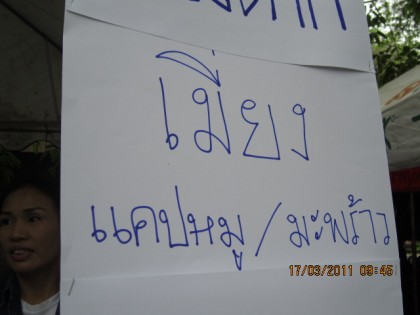 เมี่ยง
แคปหมู / มะพร้าว
17/03/2011 09:45